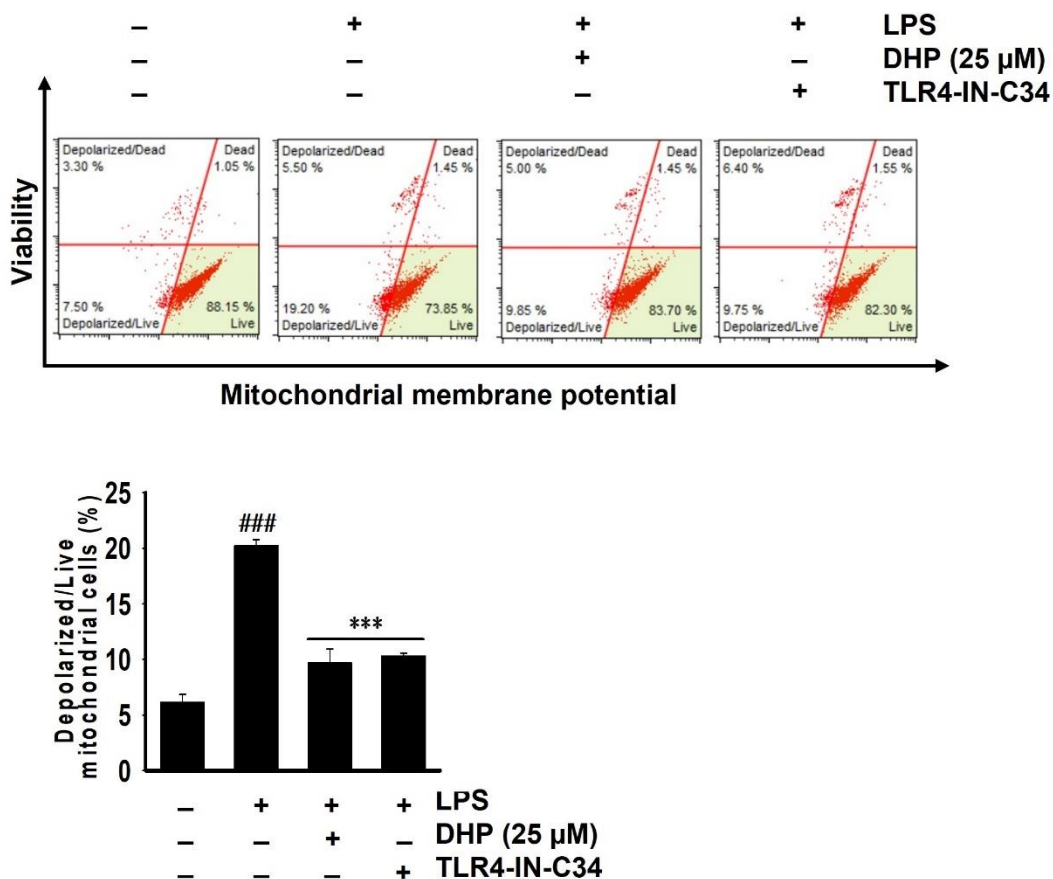 – + + + LPS
– – + – DHP (25 µM)
– – – + TLR4-IN-C34
Viability
Depolarized/Dead Dead
3.30 % 1.05 %
7.50 % 88.15 %
Depolarized/Live Live
Depolarized/Dead Dead
5.50 % 1.45 %
19.20 % 73.85 %
Depolarized/Live Live
Depolarized/Dead Dead
5.00 % 1.45 %
9.85 % 83.70 %
Depolarized/Live Live
Depolarized/Dead Dead
6.40 % 1.55 %
9.75 % 82.30 %
Depolarized/Live Live
Mitochondrial membrane potential
Depolarized/Live
mitochondrial cells (%)
25
20
15
10
5
0
###
***
– + + + LPS
– – + – DHP (25 µM)
– – – + TLR4-IN-C34